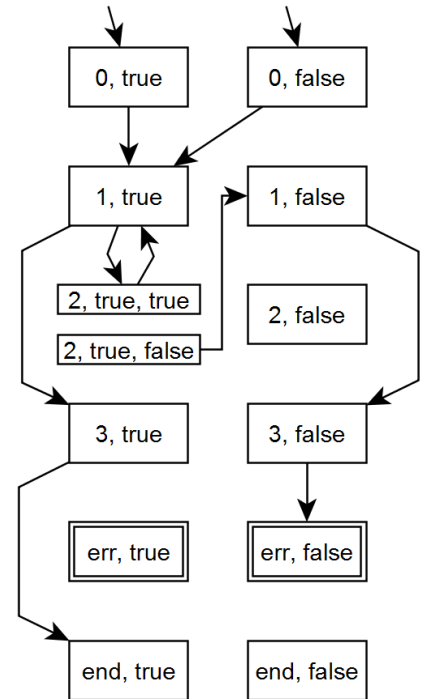 0, true
0, false
1, true
1, false
2, true, true
2, false
2, true, false
3, true
3, false
err, true
err, false
end, true
end, false